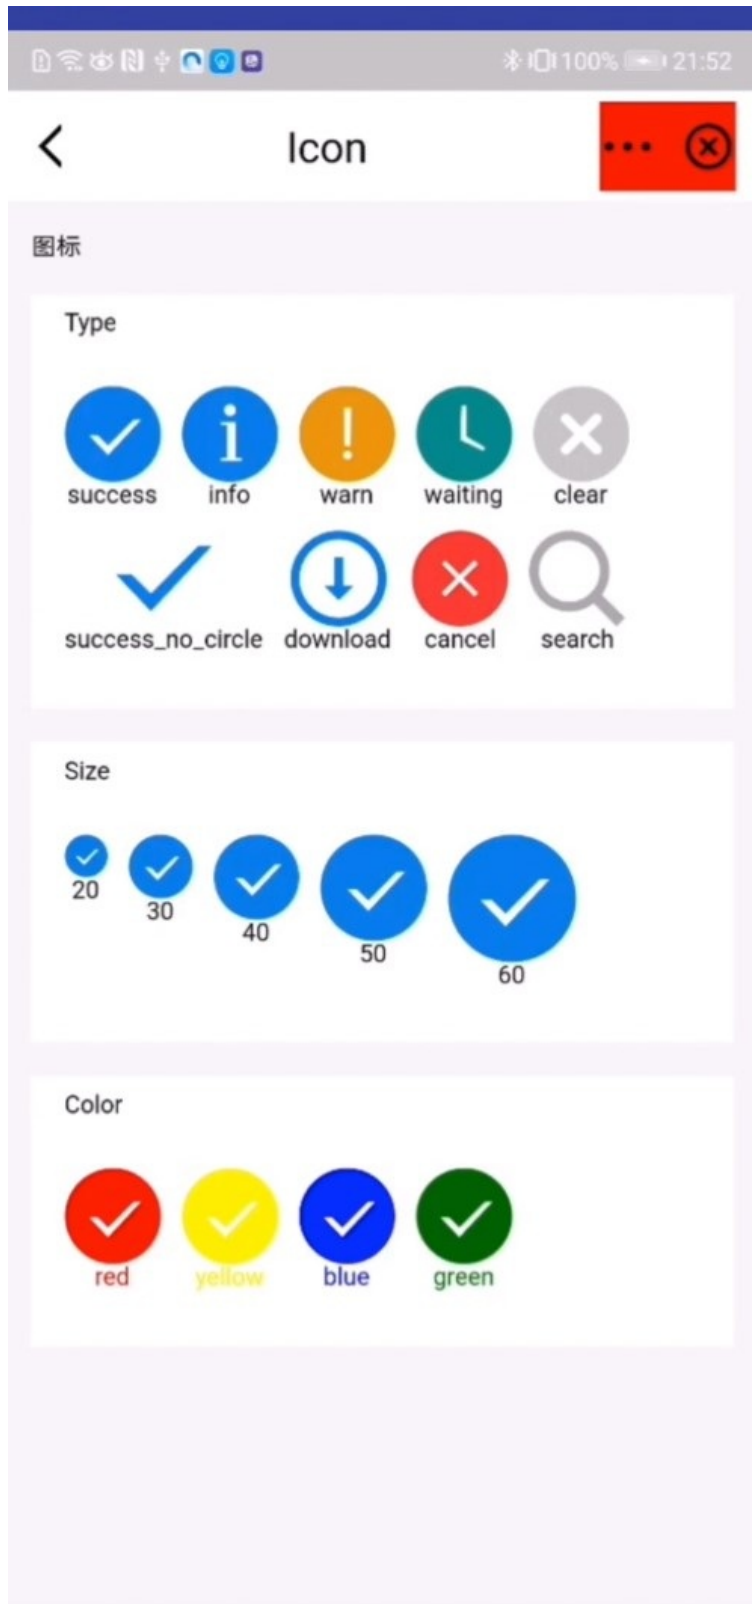 100% 21:52
Icon
图标
Type
success info warn waiting clear
success_no_circle download cancel search
Size
20 30 40 50 60
Color
red yellow blue green